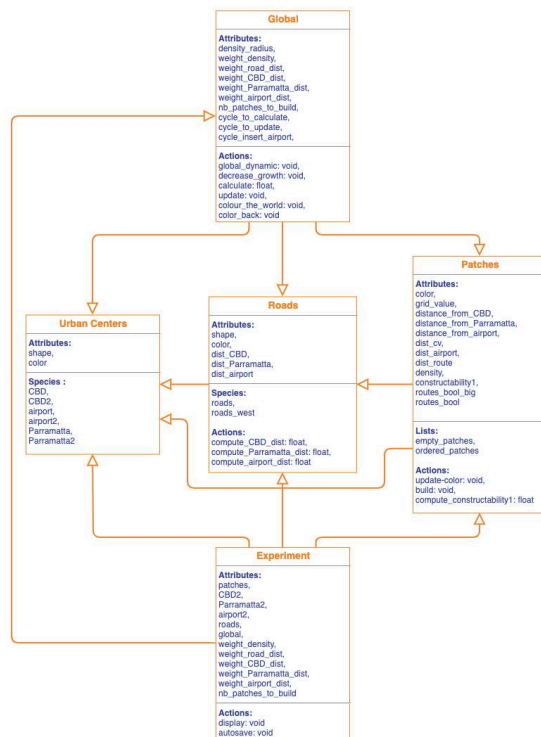 Global
Attributes:
density_radius,
weight_density,
weight_road_dist,
weight_CBD_dist,
weight_Parramatta_dist,
weight_airport_dist,
nb_patches_to_build,
cycle_to_calculate,
cycle_to_update,
cycle_insert_airport,
Actions:
global_dynamic: void,
decrease_growth: void,
calculate: float,
update: void,
colour_the_world: void,
color_back: void
Urban Centers
Attributes:
shape,
color
Species :
CBD,
CBD2,
airport,
airport2,
Parramatta,
Parramatta2
Roads
Attributes:
shape,
color,
dist_CBD,
dist_Parramatta,
dist_airport
Species:
roads,
roads_west
Actions:
compute_CBD_dist: float,
compute_Parramatta_dist: float,
compute_airport_dist: float
Patches
Attributes:
color,
grid_value,
distance_from_CBD,
distance_from_Parramatta,
distance_from_airport,
dist_cv,
dist_airport,
dist_route
density,
constructability1,
routes_bool_big
routes_bool
Lists:
empty_patches,
ordered_patches
Actions:
update-color: void,
build: void,
compute_constructability1: float
Experiment
Attributes:
patches,
CBD2,
Parramatta2,
airport2,
roads,
global,
weight_density,
weight_road_dist,
weight_CBD_dist,
weight_Parramatta_dist,
weight_airport_dist,
nb_patches_to_build
Actions:
display: void
autosave: void